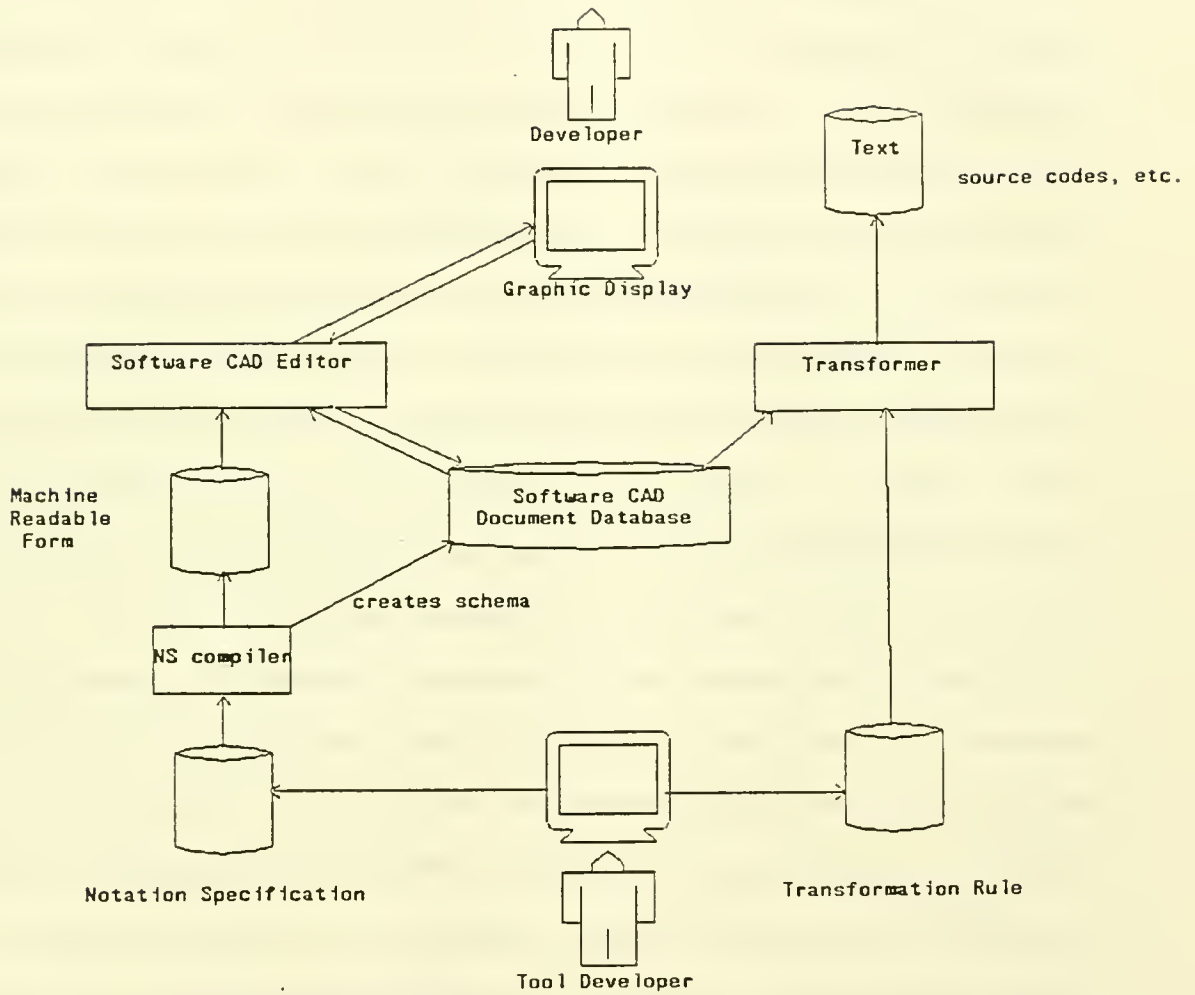 Developer
Text
source codes, etc.
Graphic Display
Software CAD Editor
Transformer
Machine
Readable
Form
Software CAD
Document Database
creates schema
NS compiler
Notation Specification
Transformation Rule
Tool Developer